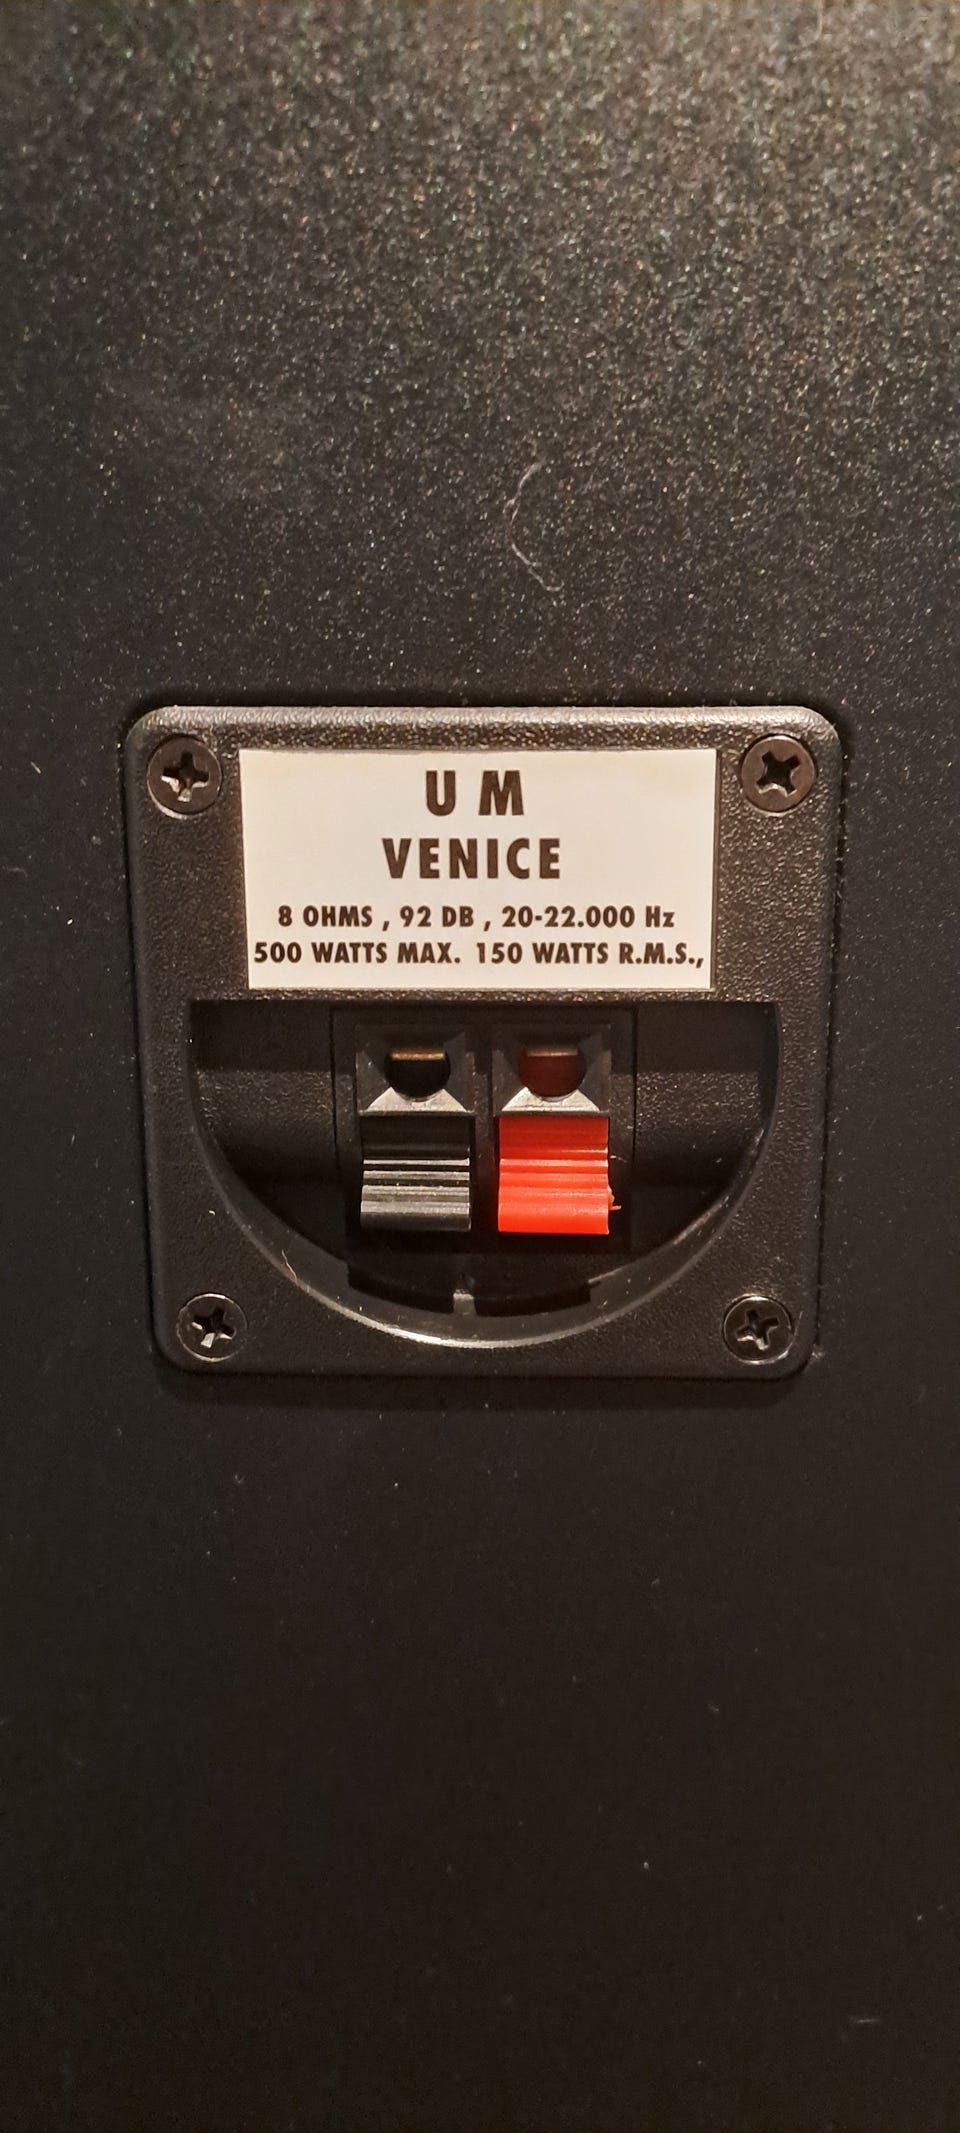 U M
VENICE
8 OHMS , 92 DB , 20-22.000 Hz
500 WATTS MAX. 150 WATTS R.M.S.,